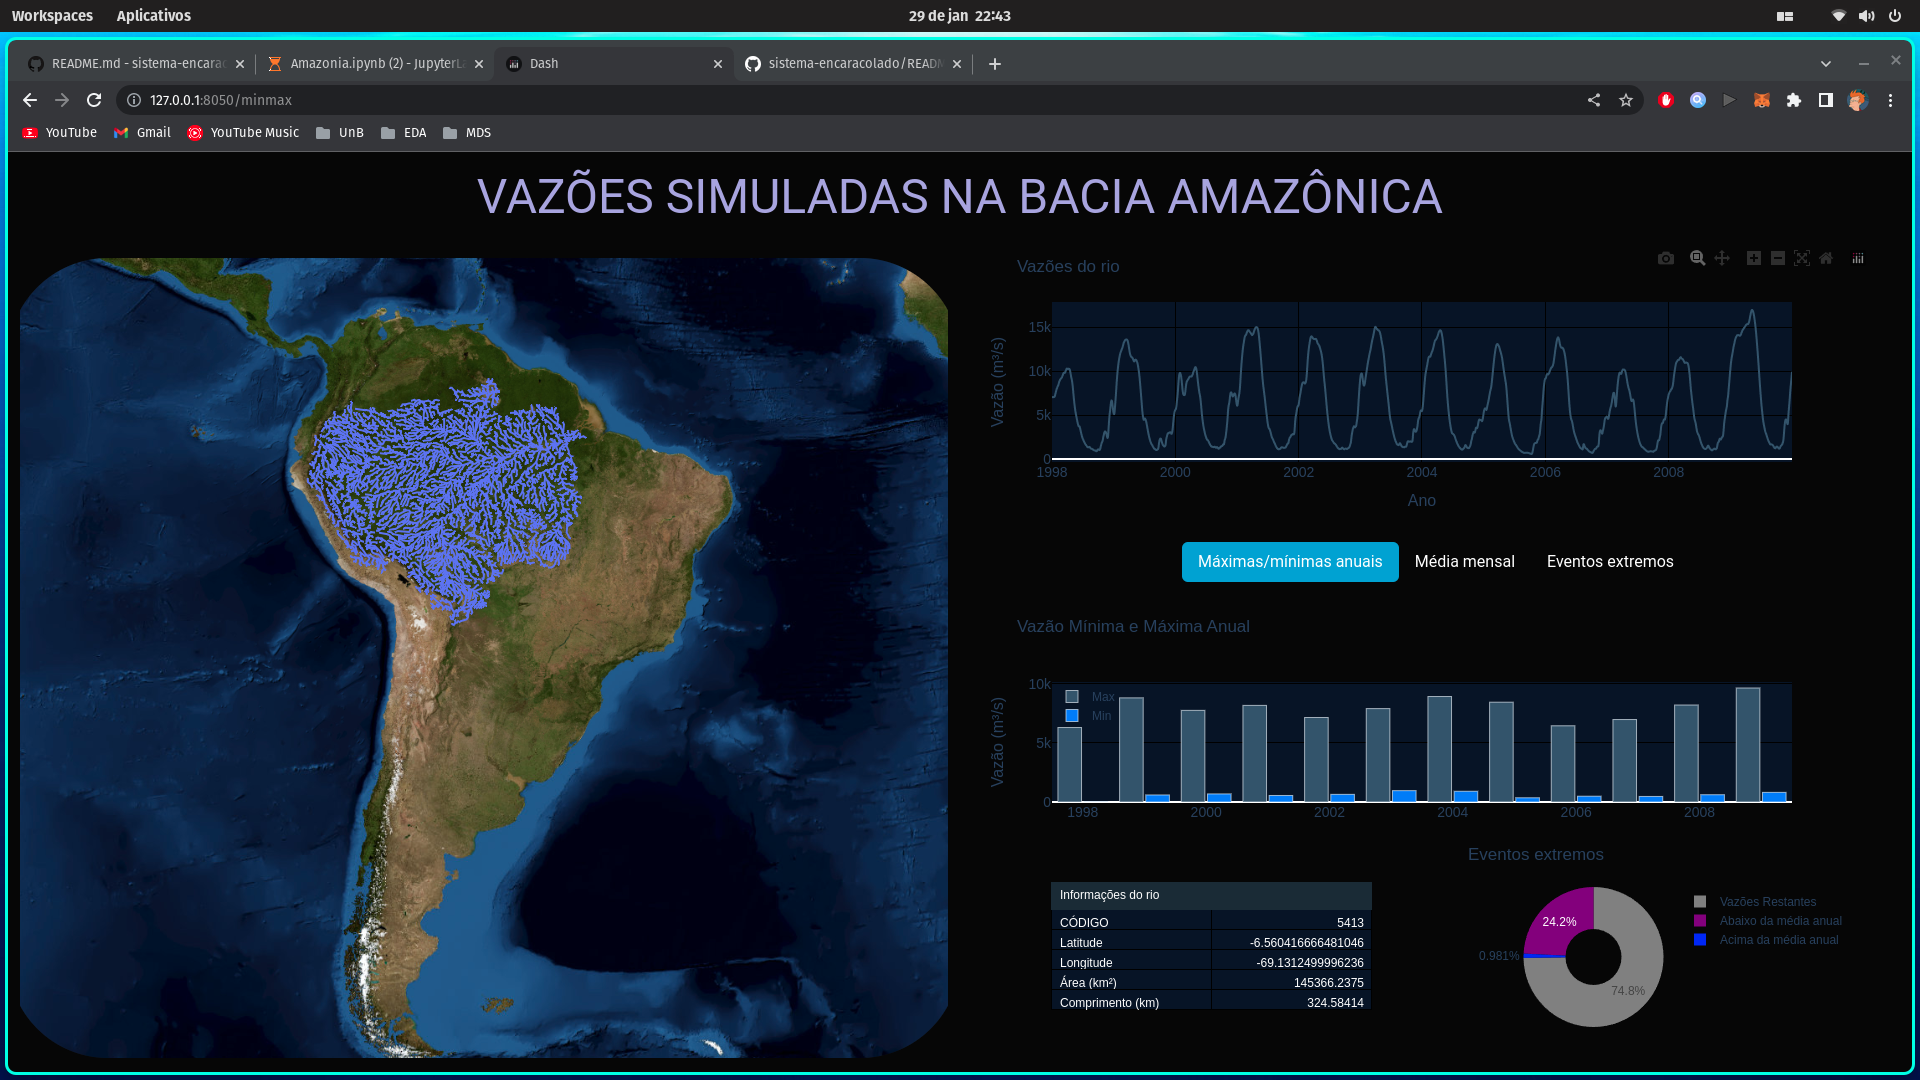 Workspaces Aplicativos 29 de jan 22:43
README.md - sistema-encarac Amazonia.ipynb (2) - JupyterLa Dash sistema-encaracolado/READM
127.0.0.1:8050/minmax
YouTube Gmail YouTube Music UnB EDA MDS
VAZÕES SIMULADAS NA BACIA AMAZÔNICA
Vazões do rio
Vazão (m³/s)
15k
10k
5k
0
1998 2000 2002 2004 2006 2008
Ano
Máximas/mínimas anuais Média mensal Eventos extremos
Vazão Mínima e Máxima Anual
Vazão (m³/s)
10k
5k
0
Max
Min
1998 2000 2002 2004 2006 2008
Informações do rio
CÓDIGO 5413
Latitude -6.560416666481046
Longitude -69.1312499996236
Área (km²) 145366.2375
Comprimento (km) 324.58414
Eventos extremos
24.2%
0.981%
74.8%
Vazões Restantes
Abaixo da média anual
Acima da média anual